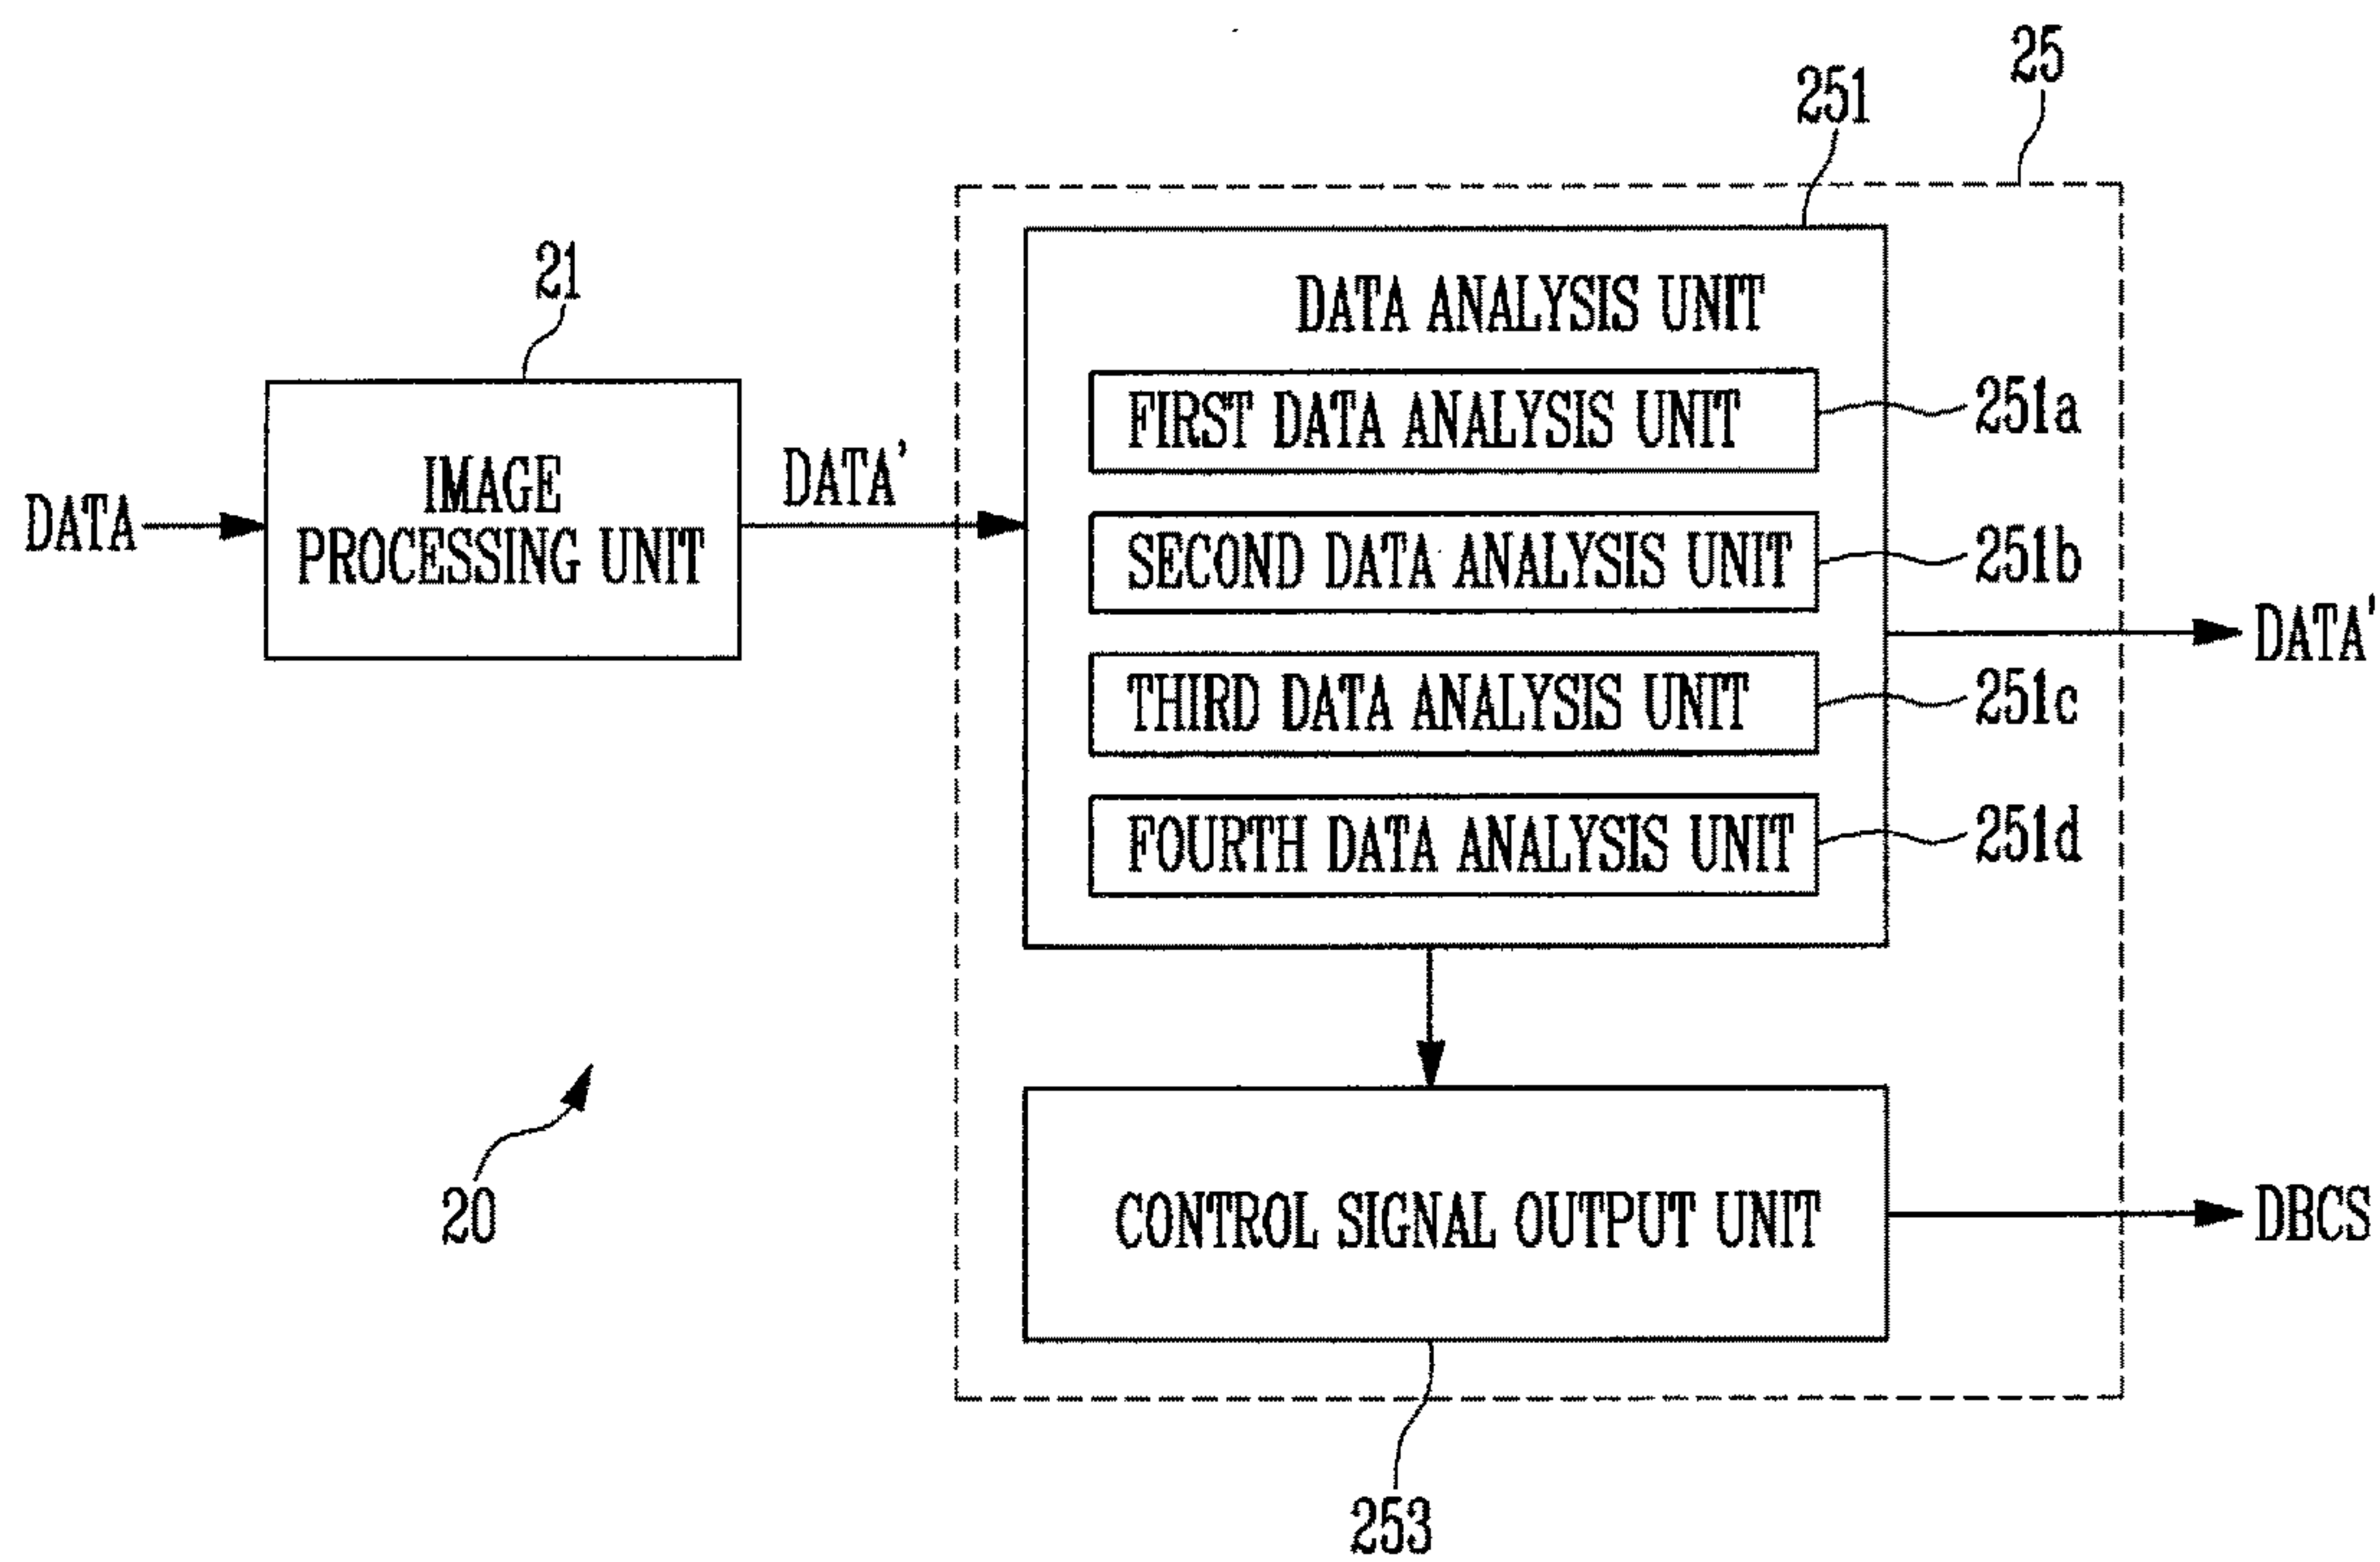 25
251
21
DATA ANALYSIS UNIT
FIRST DATA ANALYSIS UNIT
251a
DATA
IMAGE
PROCESSING UNIT
DATA'
SECOND DATA ANALYSIS UNIT
251b
DATA'
THIRD DATA ANALYSIS UNIT
251c
FOURTH DATA ANALYSIS UNIT
251d
20
CONTROL SIGNAL OUTPUT UNIT
DBCS
253